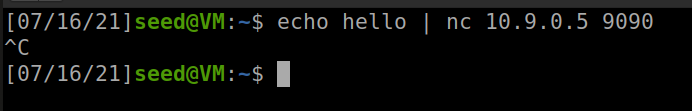 [07/16/21]seed@VM:~$ echo hello | nc 10.9.0.5 9090
^C
[07/16/21]seed@VM:~$